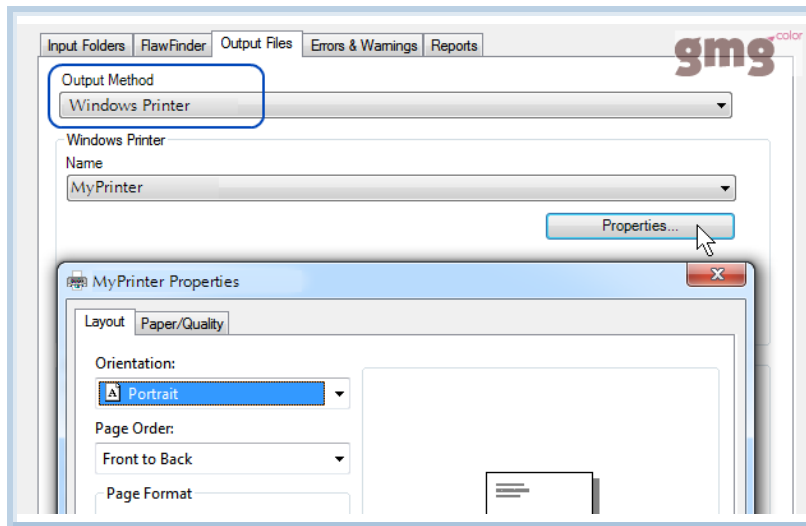 Input Folders FlawFinder Output Files Errors & Warnings Reports
gmg color
Output Method
Windows Printer
Windows Printer
Name
MyPrinter
Properties...
MyPrinter Properties
Layout Paper/Quality
Orientation:
A Portrait
Page Order:
Front to Back
Page Format